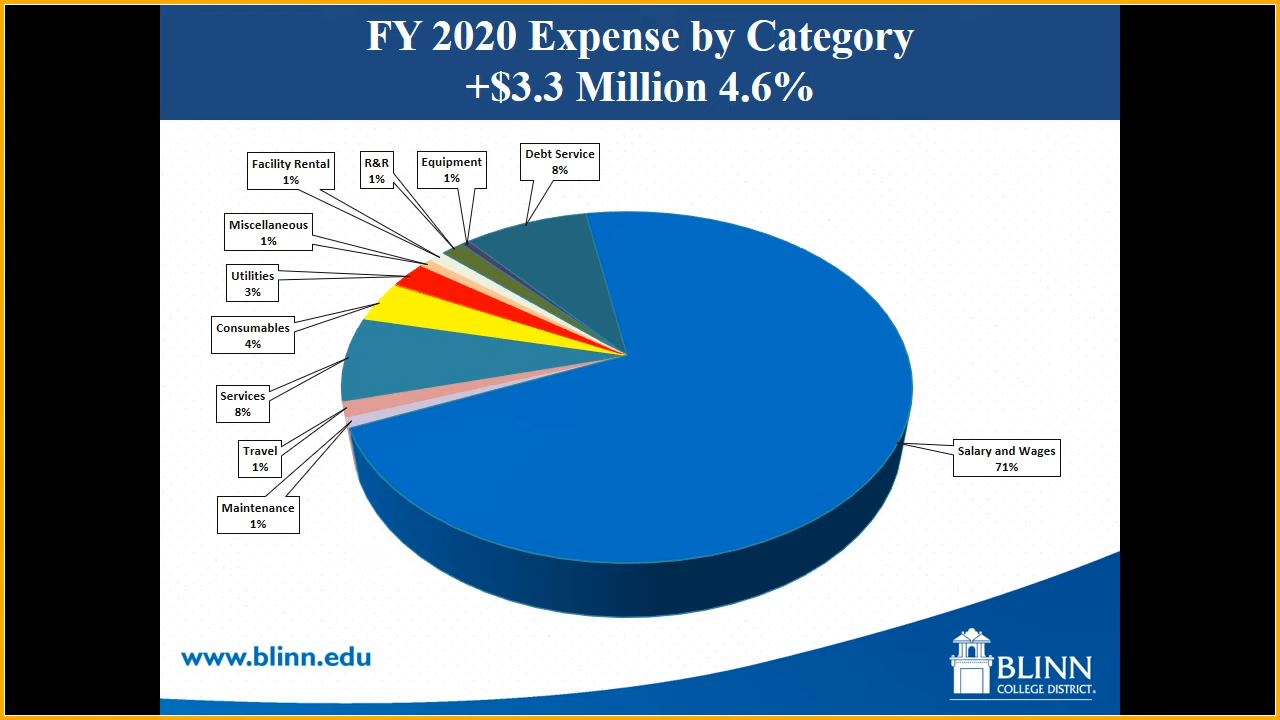 FY 2020 Expense by Category
+$3.3 Million 4.6%
Facility Rental
1%
R&R
1%
Equipment
1%
Debt Service
8%
Miscellaneous
1%
Utilities
3%
Consumables
4%
Services
8%
Travel
1%
Maintenance
1%
Salary and Wages
71%
www.blinn.edu
BLINN
COLLEGE DISTRICT.